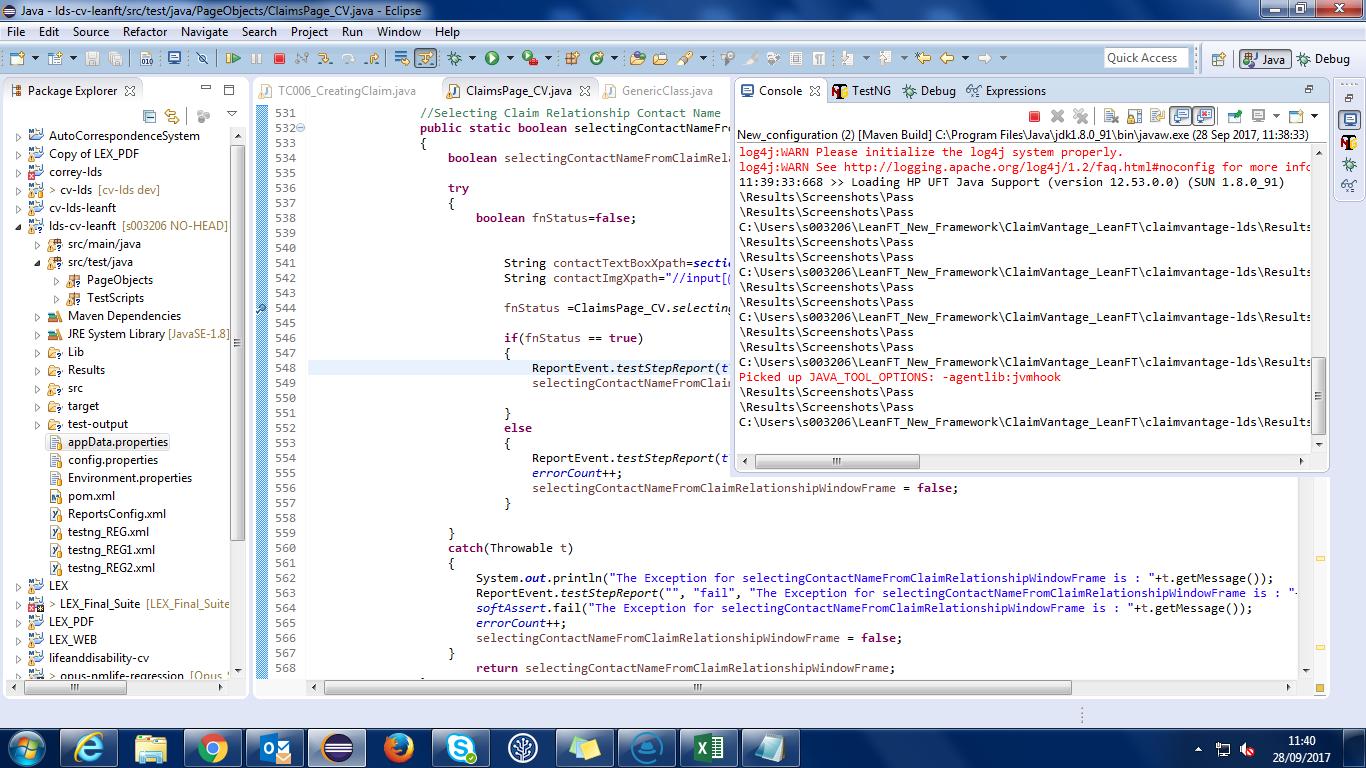 Java - lds-cv-leanft/src/test/java/PageObjects/ClaimsPage_CV.java - Eclipse
File Edit Source Refactor Navigate Search Project Run Window Help
Quick Access
Java
Debug
Package Explorer
AutoCorrespondenceSystem
Copy of LEX_PDF
correy-lds
> cv-lds [cv-lds dev]
cv-lds-leanft
lds-cv-leanft [s003206 NO-HEAD]
src/main/java
src/test/java
PageObjects
TestScripts
Maven Dependencies
JRE System Library [JavaSE-1.8]
Lib
Results
src
target
test-output
appData.properties
config.properties
Environment.properties
pom.xml
ReportsConfig.xml
testng_REG.xml
testng_REG1.xml
testng_REG2.xml
LEX
> LEX_Final_Suite [LEX_Final_Suite
LEX_PDF
LEX_WEB
lifeanddisability-cv
> opus-nmlife-regression [Opus_
TC006_CreatingClaim.java
ClaimsPage_CV.java
GenericClass.java
531 //Selecting Claim Relationship Contact Name
532 public static boolean selectingContactNameFro
533 {
534 boolean selectingContactNameFromClaimRela
535
536 try
537 {
538 boolean fnStatus=false;
539
540
541 String contactTextBoxXpath=secti
542 String contactImgXpath="//input[@
543
544 fnStatus =ClaimsPage_CV.selecting
545
546 if(fnStatus == true)
547 {
548 ReportEvent.testStepReport(t
549 selectingContactNameFromClai
550
551 }
552 else
553 {
554 ReportEvent.testStepReport(t
555 errorCount++;
556 selectingContactNameFromClaimRelationshipWindowFrame = false;
557 }
558
559 }
560 catch(Throwable t)
561 {
562 System.out.println("The Exception for selectingContactNameFromClaimRelationshipWindowFrame is : "+t.getMessage());
563 ReportEvent.testStepReport("", "fail", "The Exception for selectingContactNameFromClaimRelationshipWindowFrame is : "
564 softAssert.fail("The Exception for selectingContactNameFromClaimRelationshipWindowFrame is : "+t.getMessage());
565 errorCount++;
566 selectingContactNameFromClaimRelationshipWindowFrame = false;
567 }
568 return selectingContactNameFromClaimRelationshipWindowFrame;
Console
TestNG
Debug
Expressions
New_configuration (2) [Maven Build] C:\Program Files\Java\jdk1.8.0_91\bin\javaw.exe (28 Sep 2017, 11:38:33)
log4j:WARN Please initialize the log4j system properly.
log4j:WARN See http://logging.apache.org/log4j/1.2/faq.html#noconfig for more info
11:39:33:668 >> Loading HP UFT Java Support (version 12.53.0.0) (SUN 1.8.0_91)
\Results\Screenshots\Pass
\Results\Screenshots\Pass
C:\Users\s003206\LeanFT_New_Framework\ClaimVantage_LeanFT\claimvantage-lds\Results
\Results\Screenshots\Pass
\Results\Screenshots\Pass
C:\Users\s003206\LeanFT_New_Framework\ClaimVantage_LeanFT\claimvantage-lds\Results
\Results\Screenshots\Pass
\Results\Screenshots\Pass
C:\Users\s003206\LeanFT_New_Framework\ClaimVantage_LeanFT\claimvantage-lds\Results
\Results\Screenshots\Pass
\Results\Screenshots\Pass
C:\Users\s003206\LeanFT_New_Framework\ClaimVantage_LeanFT\claimvantage-lds\Results
Picked up JAVA_TOOL_OPTIONS: -agentlib:jvmhook
\Results\Screenshots\Pass
\Results\Screenshots\Pass
C:\Users\s003206\LeanFT_New_Framework\ClaimVantage_LeanFT\claimvantage-lds\Results
11:40
28/09/2017